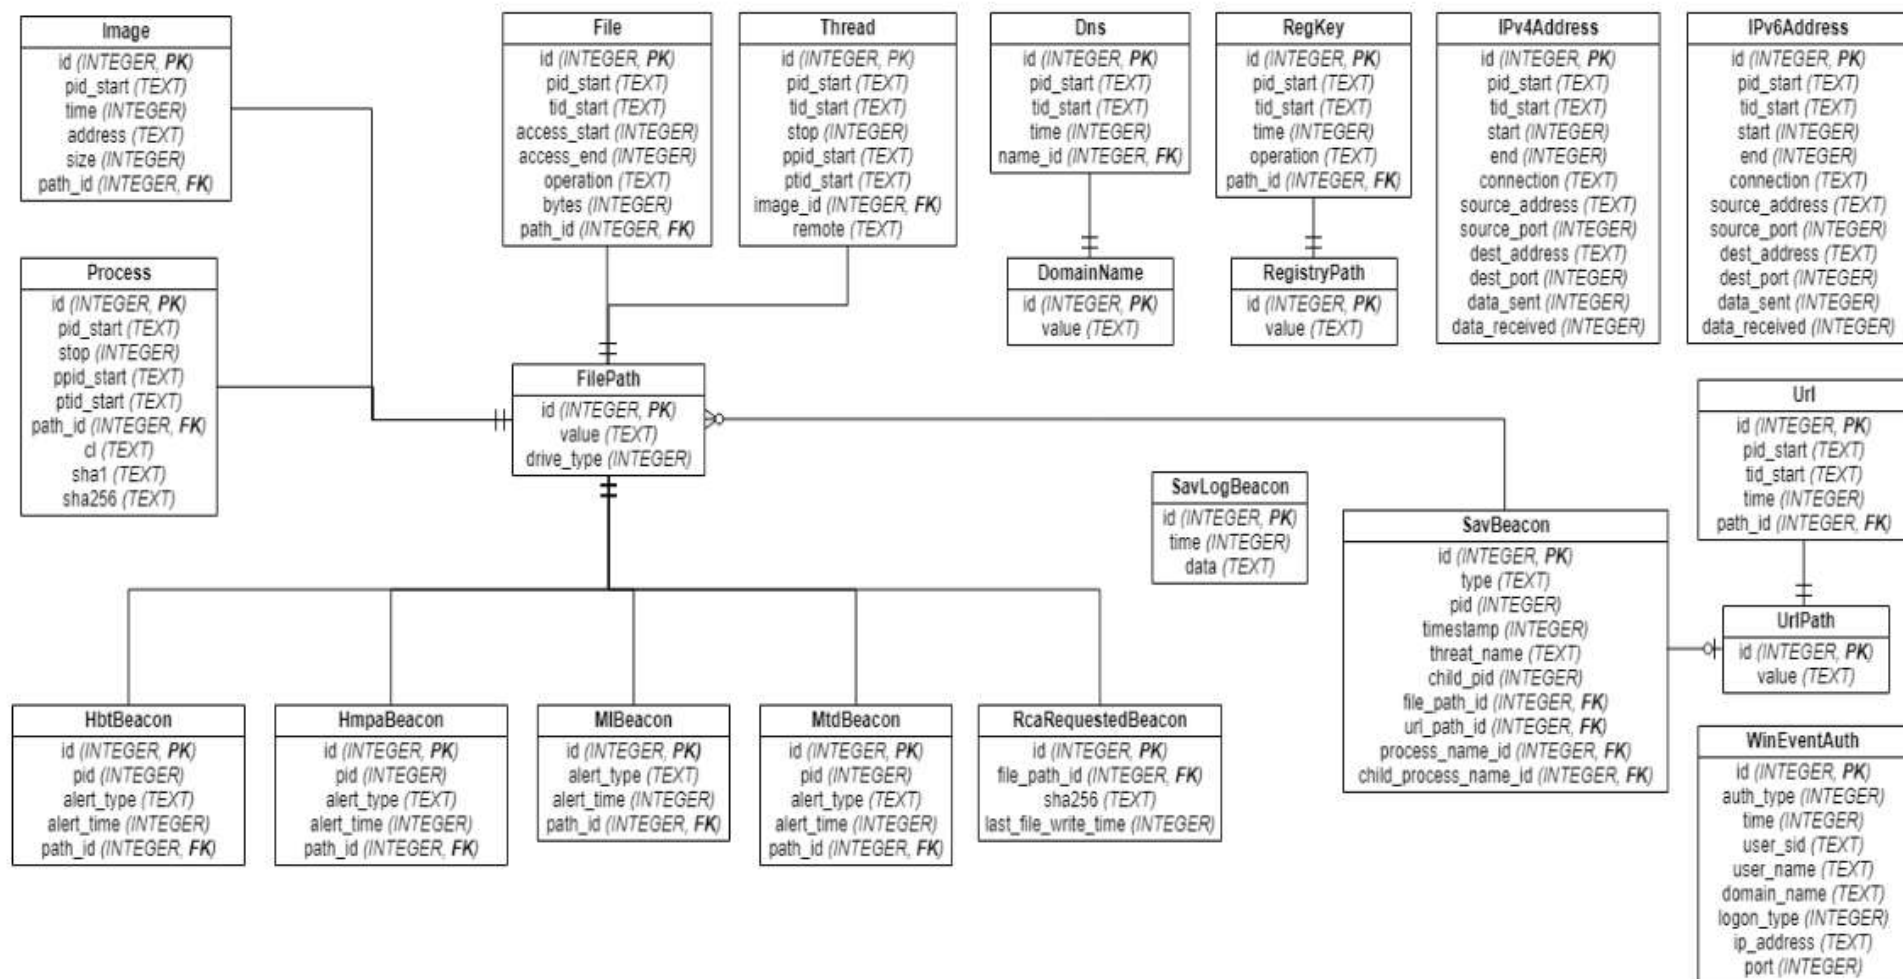 Image
id (INTEGER, PK)
pid_start (TEXT)
time (INTEGER)
address (TEXT)
size (INTEGER)
path_id (INTEGER, FK)
File
id (INTEGER, PK)
pid_start (TEXT)
tid_start (TEXT)
access_start (INTEGER)
access_end (INTEGER)
operation (TEXT)
bytes (INTEGER)
path_id (INTEGER, FK)
Thread
id (INTEGER, PK)
pid_start (TEXT)
tid_start (TEXT)
stop (INTEGER)
ppid_start (TEXT)
ptid_start (TEXT)
image_id (INTEGER, FK)
remote (TEXT)
Dns
id (INTEGER, PK)
pid_start (TEXT)
tid_start (TEXT)
time (INTEGER)
name_id (INTEGER, FK)
RegKey
id (INTEGER, PK)
pid_start (TEXT)
tid_start (TEXT)
time (INTEGER)
operation (TEXT)
path_id (INTEGER, FK)
IPv4Address
id (INTEGER, PK)
pid_start (TEXT)
tid_start (TEXT)
start (INTEGER)
end (INTEGER)
connection (TEXT)
source_address (TEXT)
source_port (INTEGER)
dest_address (TEXT)
dest_port (INTEGER)
data_sent (INTEGER)
data_received (INTEGER)
IPv6Address
id (INTEGER, PK)
pid_start (TEXT)
tid_start (TEXT)
start (INTEGER)
end (INTEGER)
connection (TEXT)
source_address (TEXT)
source_port (INTEGER)
dest_address (TEXT)
dest_port (INTEGER)
data_sent (INTEGER)
data_received (INTEGER)
Process
id (INTEGER, PK)
pid_start (TEXT)
stop (INTEGER)
ppid_start (TEXT)
ptid_start (TEXT)
path_id (INTEGER, FK)
cl (TEXT)
sha1 (TEXT)
sha256 (TEXT)
DomainName
id (INTEGER, PK)
value (TEXT)
RegistryPath
id (INTEGER, PK)
value (TEXT)
FilePath
id (INTEGER, PK)
value (TEXT)
drive_type (INTEGER)
Url
id (INTEGER, PK)
pid_start (TEXT)
tid_start (TEXT)
time (INTEGER)
path_id (INTEGER, FK)
SavLogBeacon
id (INTEGER, PK)
time (INTEGER)
data (TEXT)
SavBeacon
id (INTEGER, PK)
type (TEXT)
pid (INTEGER)
timestamp (INTEGER)
threat_name (TEXT)
child_pid (INTEGER)
file_path_id (INTEGER, FK)
url_path_id (INTEGER, FK)
process_name_id (INTEGER, FK)
child_process_name_id (INTEGER, FK)
UrlPath
id (INTEGER, PK)
value (TEXT)
HbtBeacon
id (INTEGER, PK)
pid (INTEGER)
alert_type (TEXT)
alert_time (INTEGER)
path_id (INTEGER, FK)
HmpaBeacon
id (INTEGER, PK)
pid (INTEGER)
alert_type (TEXT)
alert_time (INTEGER)
path_id (INTEGER, FK)
MlBeacon
id (INTEGER, PK)
alert_type (TEXT)
alert_time (INTEGER)
path_id (INTEGER, FK)
MtdBeacon
id (INTEGER, PK)
pid (INTEGER)
alert_type (TEXT)
alert_time (INTEGER)
path_id (INTEGER, FK)
RcaRequestedBeacon
id (INTEGER, PK)
file_path_id (INTEGER, FK)
sha256 (TEXT)
last_file_write_time (INTEGER)
WinEventAuth
id (INTEGER, PK)
auth_type (INTEGER)
time (INTEGER)
user_sid (TEXT)
user_name (TEXT)
domain_name (TEXT)
logon_type (INTEGER)
ip_address (TEXT)
port (INTEGER)